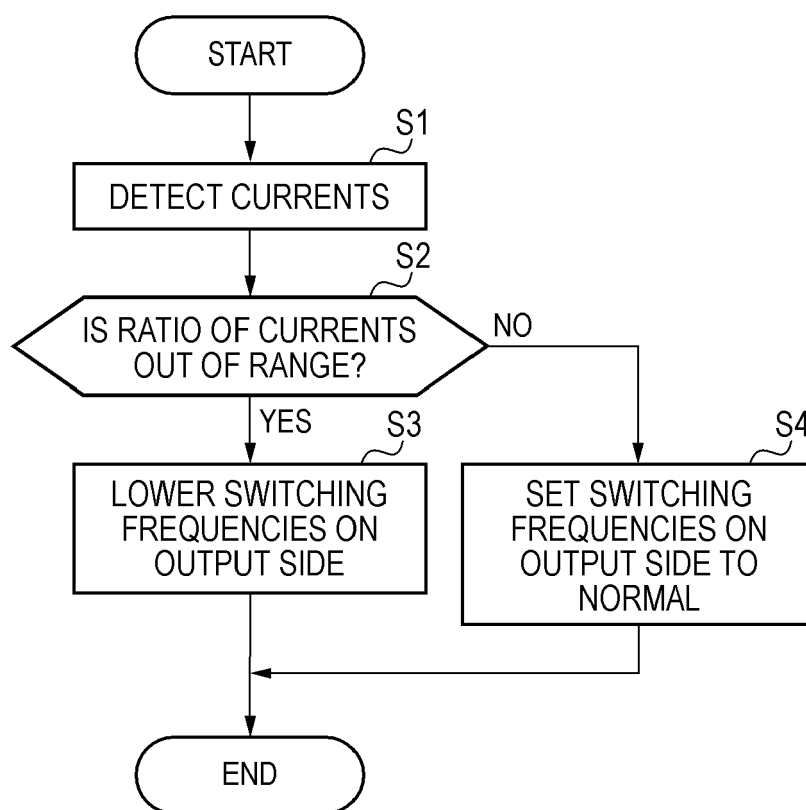 START
S1
DETECT CURRENTS
S2
IS RATIO OF CURRENTS
OUT OF RANGE?
NO
YES
S3
LOWER SWITCHING
FREQUENCIES ON
OUTPUT SIDE
S4
SET SWITCHING
FREQUENCIES ON
OUTPUT SIDE TO
NORMAL
END